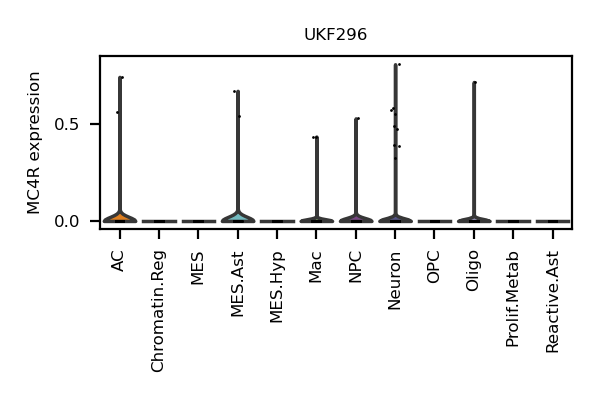 UKF296
MC4R expression
0.5
0.0
AC
Chromatin.Reg
MES
MES.Ast
MES.Hyp
Mac
NPC
Neuron
OPC
Oligo
Prolif.Metab
Reactive.Ast